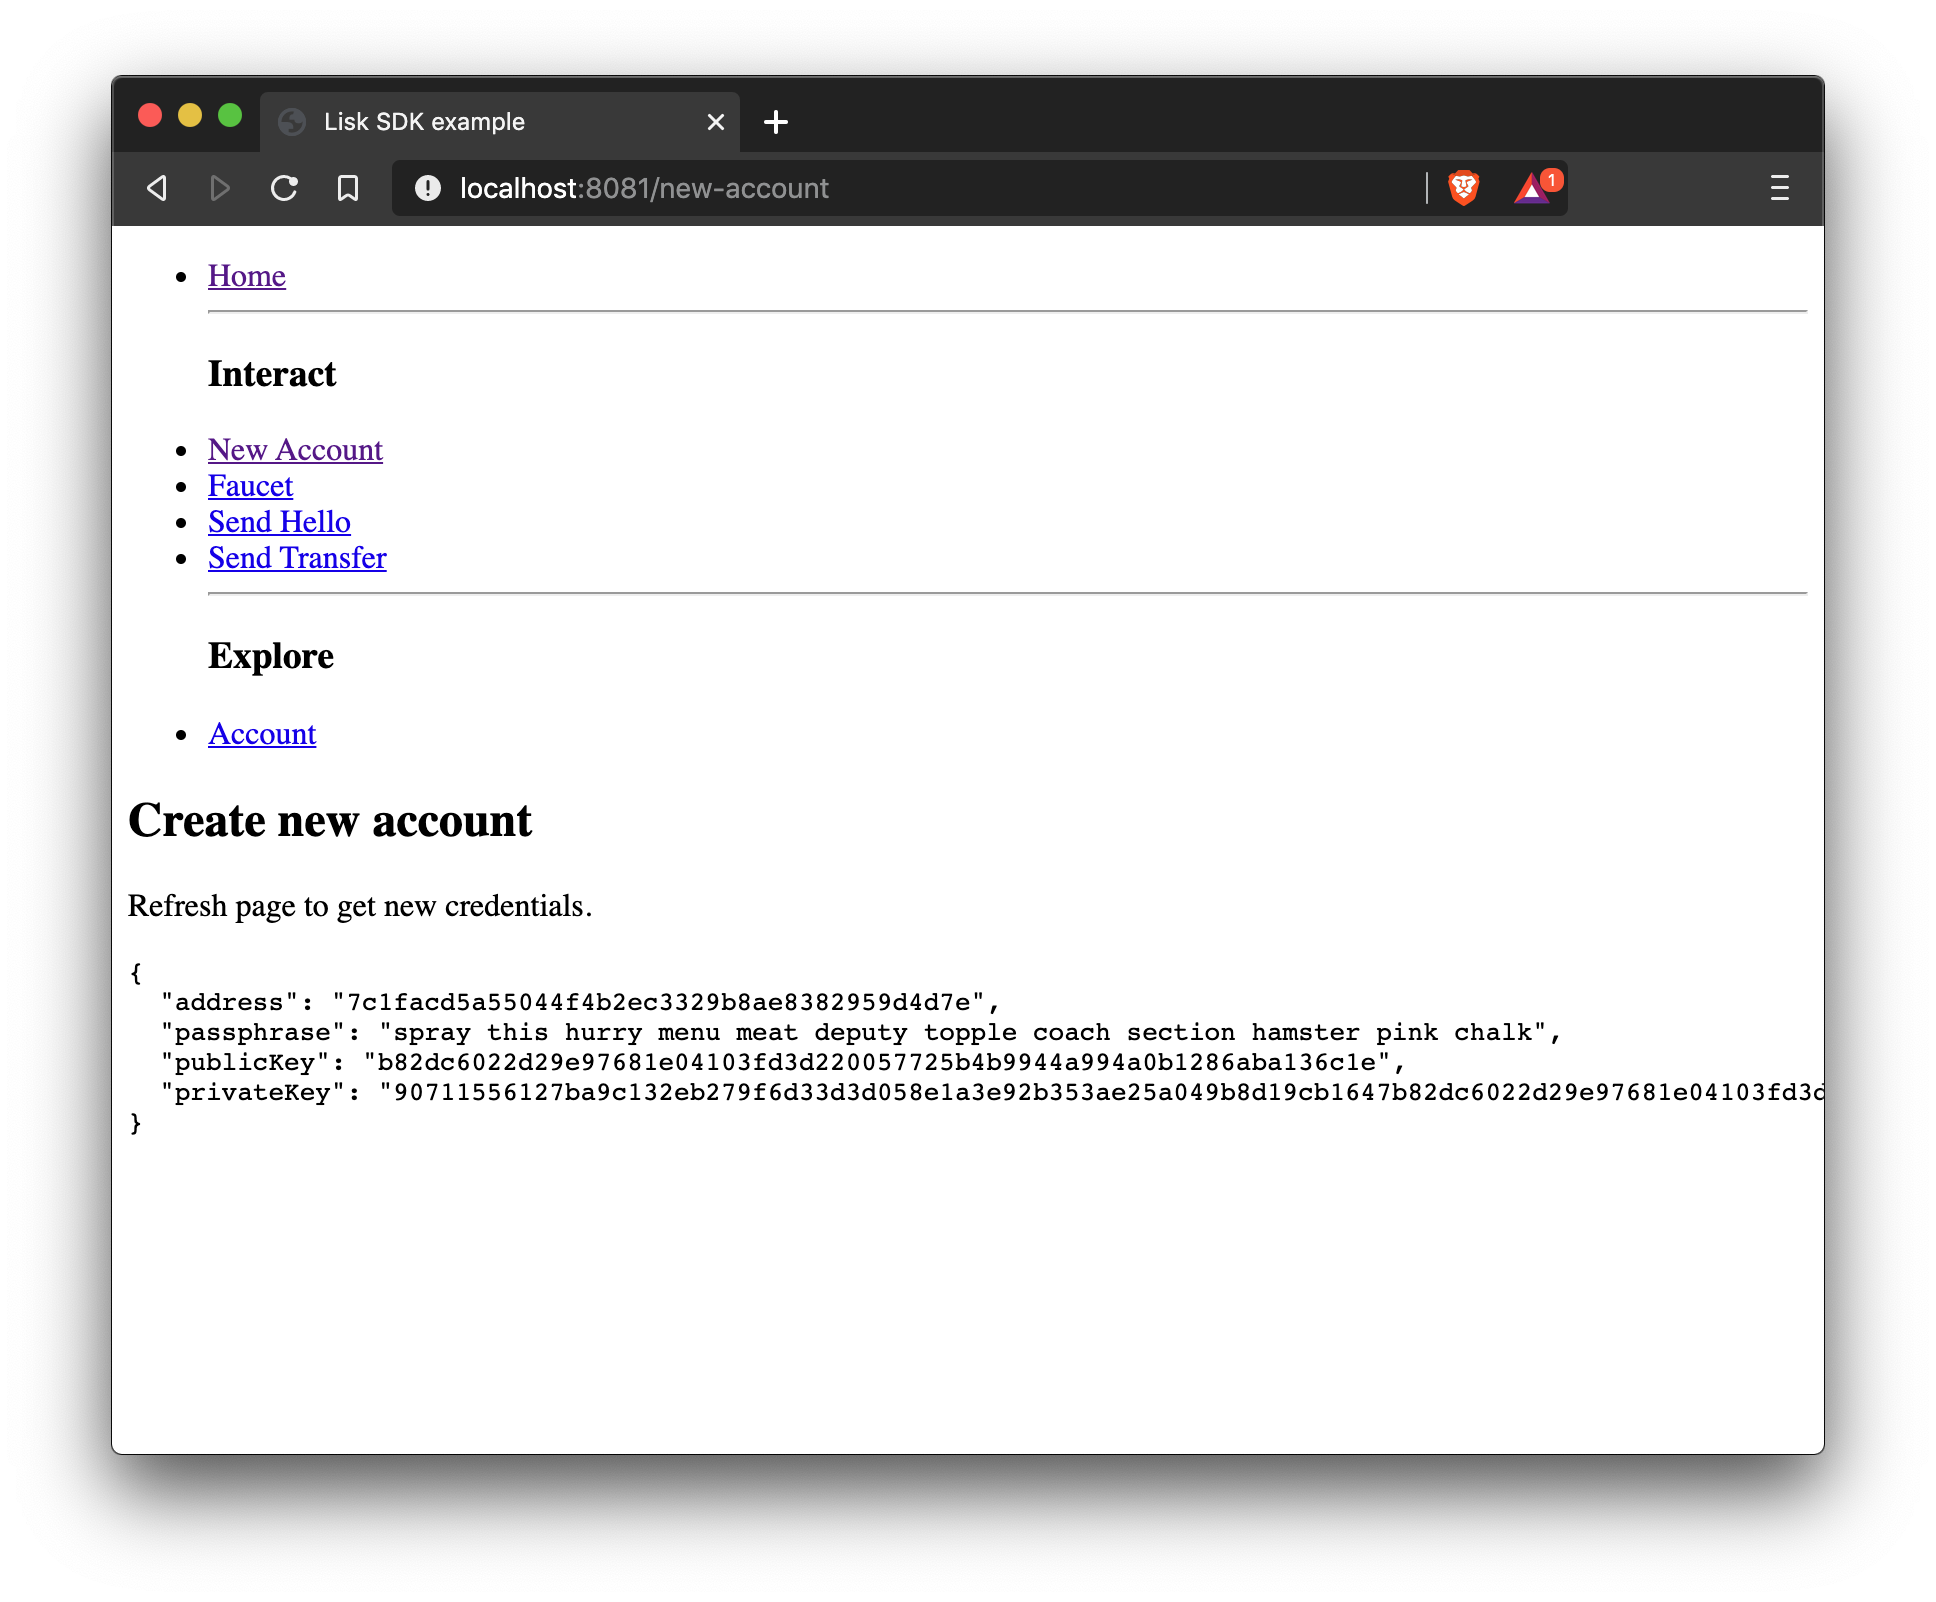 Lisk SDK example
localhost:8081/new-account
1
Home
Interact
New Account
Faucet
Send Hello
Send Transfer
Explore
Account
Create new account
Refresh page to get new credentials.
{
"address": "7c1facd5a55044f4b2ec3329b8ae8382959d4d7e",
"passphrase": "spray this hurry menu meat deputy topple coach section hamster pink chalk",
"publicKey": "b82dc6022d29e97681e04103fd3d220057725b4b9944a994a0b1286aba136c1e",
"privateKey": "90711556127ba9c132eb279f6d33d3d058e1a3e92b353ae25a049b8d19cb1647b82dc6022d29e97681e04103fd3d
}